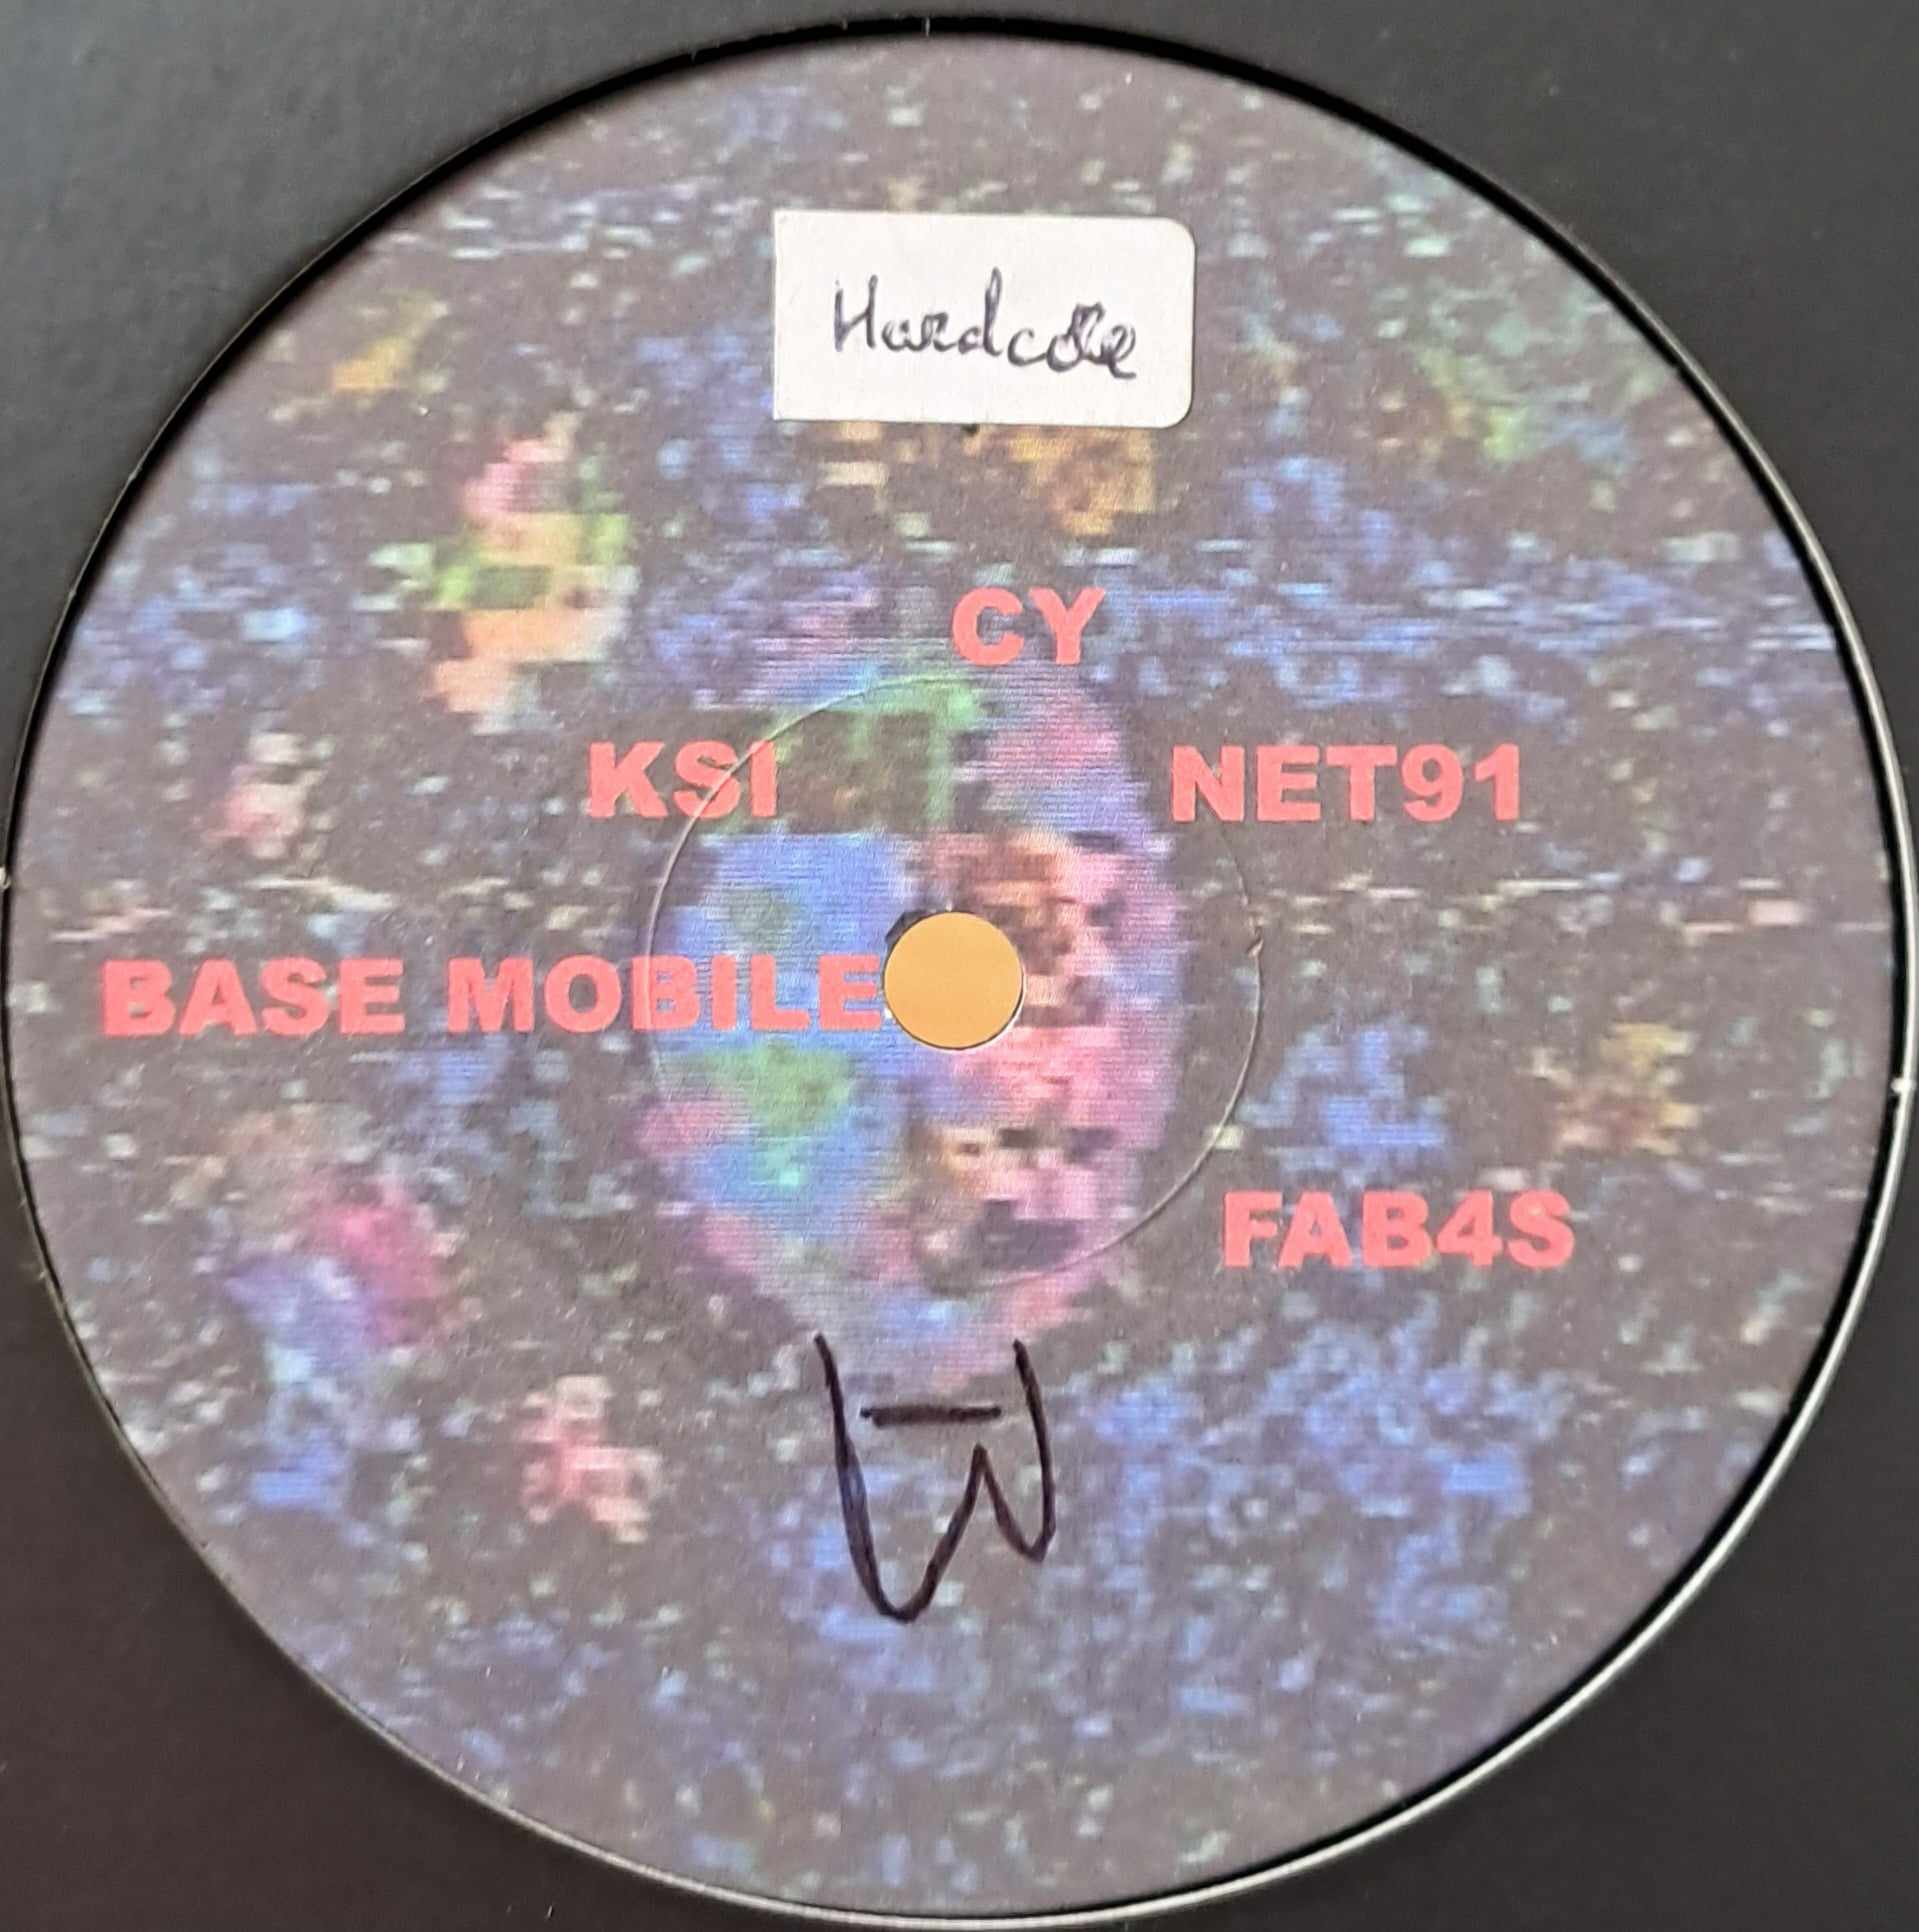 Hardcore
CY
KSI NET91
BASE MOBILE
FAB4S